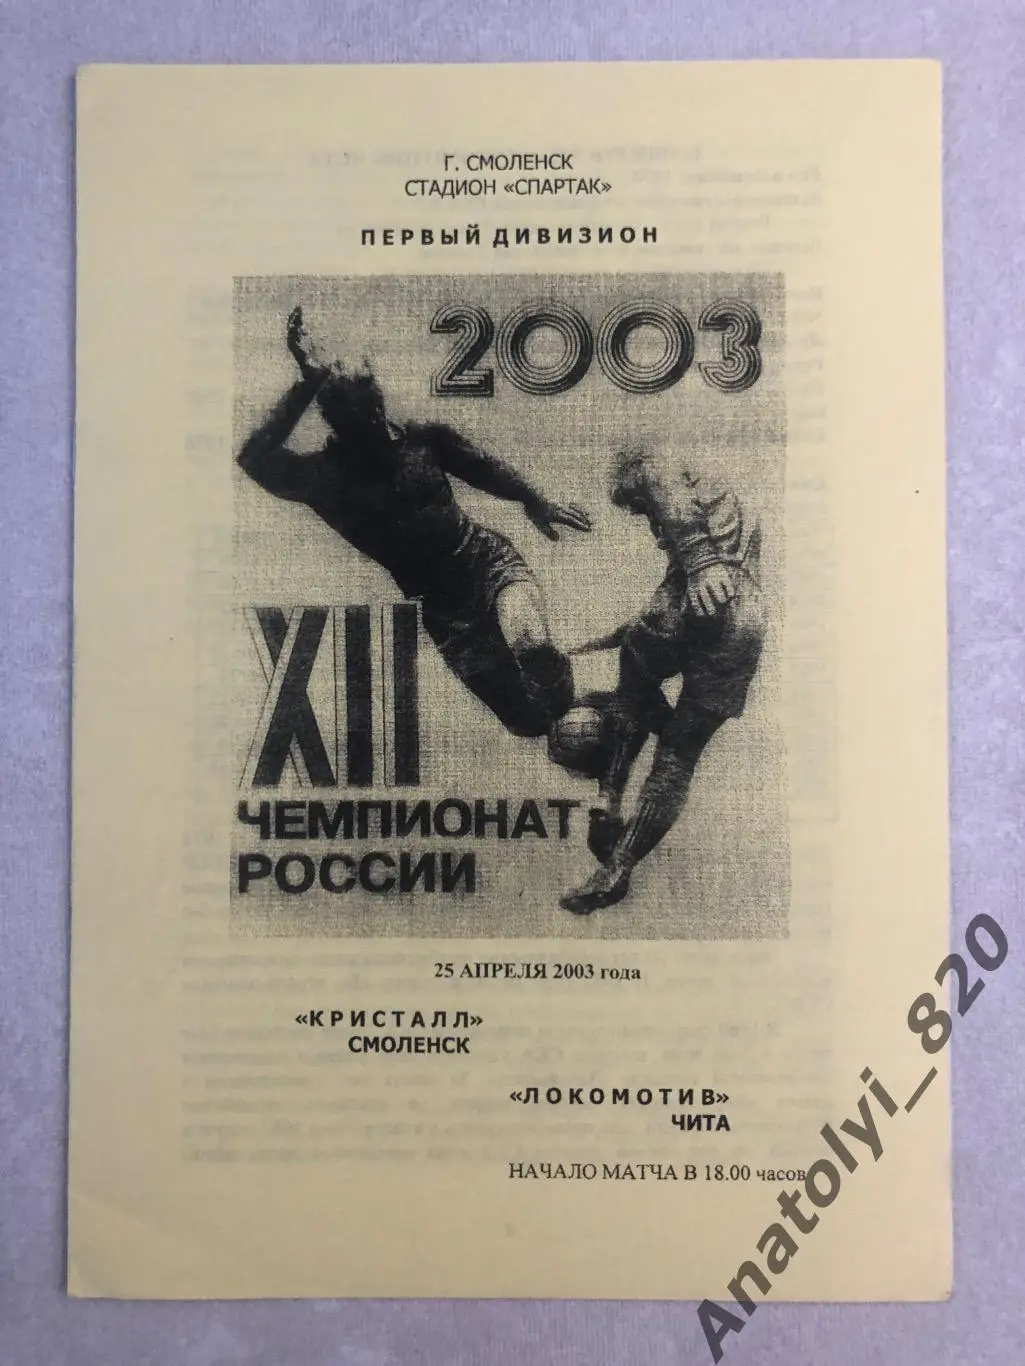 Г. СМОЛЕНСК
СТАДИОН «СПАРТАК»
ПЕРВЫЙ ДИВИЗИОН
2003
XII
ЧЕМПИОНАТ
РОССИИ
25 АПРЕЛЯ 2003 года
«КРИСТАЛЛ»
СМОЛЕНСК
«ЛОКОМОТИВ»
ЧИТА
НАЧАЛО МАТЧА В 18.00 часов
Anatolyi_820